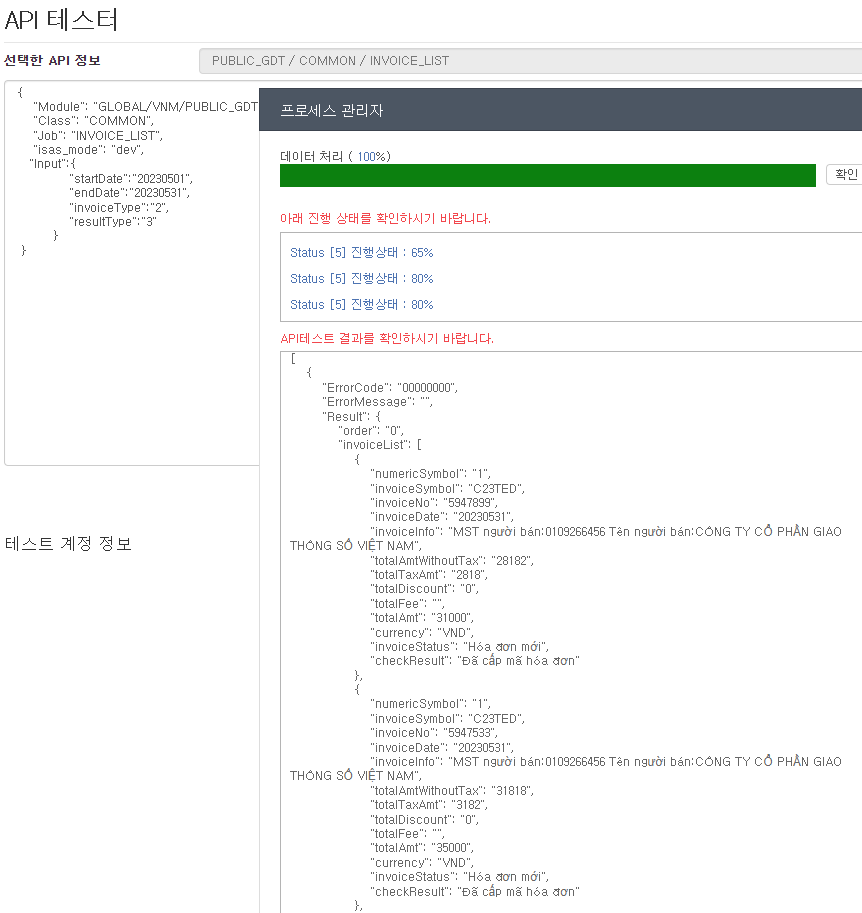 API 테스터
선택한 API 정보
PUBLIC_GDT / COMMON / INVOICE_LIST
{
"Module": "GLOBAL/VNM/PUBLIC_GDT
"Class": "COMMON",
"Job": "INVOICE_LIST",
"isas_mode": "dev",
"Input":{
"startDate":"20230501",
"endDate":"20230531",
"invoiceType":"2",
"resultType":"3"
}
}
테스트 계정 정보
프로세스 관리자
데이터 처리 ( 100%)
확인
아래 진행 상태를 확인하시기 바랍니다.
Status [5] 진행상태 : 65%
Status [5] 진행상태 : 80%
Status [5] 진행상태 : 80%
API테스트 결과를 확인하시기 바랍니다.
[
{
"ErrorCode": "00000000",
"ErrorMessage": "",
"Result": {
"order": "0",
"invoiceList": [
{
"numericSymbol": "1",
"invoiceSymbol": "C23TED",
"invoiceNo": "5947899",
"invoiceDate": "20230531",
"invoiceInfo": "MST người bán:0109266456 Tên người bán:CÔNG TY CỔ PHẦN GIAO
THÔNG SỐ VIỆT NAM",
"totalAmtWithoutTax": "28182",
"totalTaxAmt": "2818",
"totalDiscount": "0",
"totalFee": "",
"totalAmt": "31000",
"currency": "VND",
"invoiceStatus": "Hóa đơn mới",
"checkResult": "Đã cấp mã hóa đơn"
},
{
"numericSymbol": "1",
"invoiceSymbol": "C23TED",
"invoiceNo": "5947533",
"invoiceDate": "20230531",
"invoiceInfo": "MST người bán:0109266456 Tên người bán:CÔNG TY CỔ PHẦN GIAO
THÔNG SỐ VIỆT NAM",
"totalAmtWithoutTax": "31818",
"totalTaxAmt": "3182",
"totalDiscount": "0",
"totalFee": "",
"totalAmt": "35000",
"currency": "VND",
"invoiceStatus": "Hóa đơn mới",
"checkResult": "Đã cấp mã hóa đơn"
},